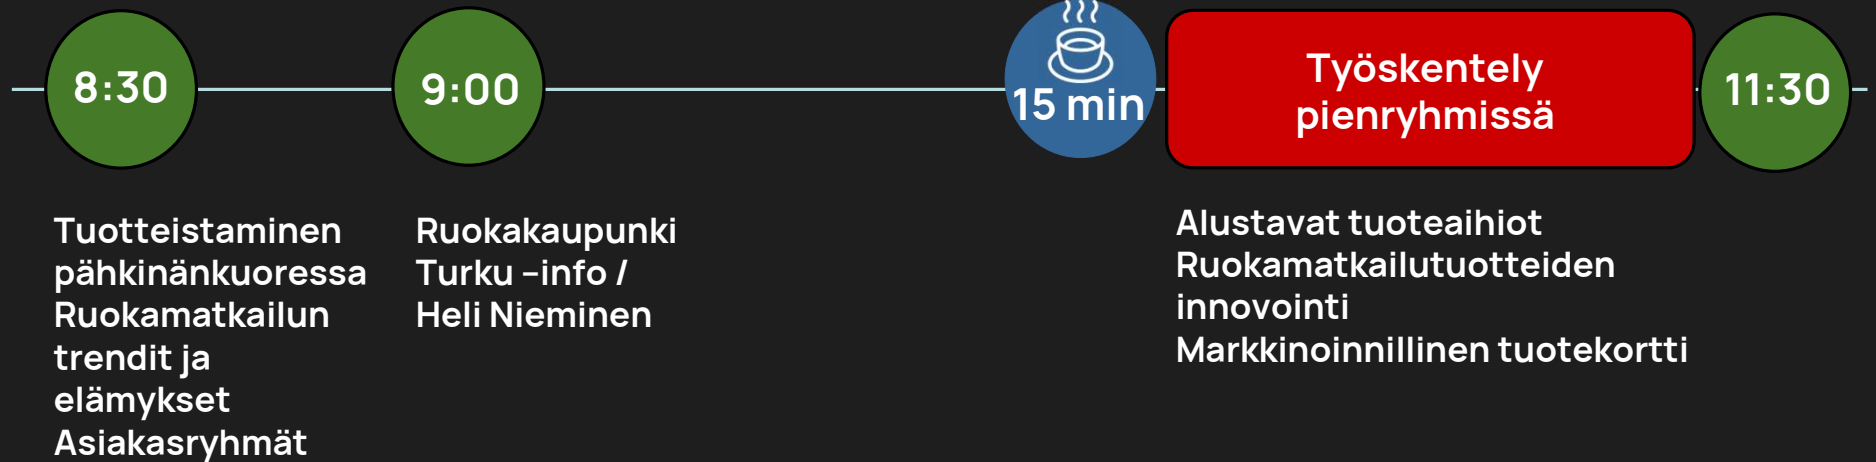 8:30
9:00
15 min
Työskentely
pienryhmissä
11:30
Tuotteistaminen
pähkinänkuoressa
Ruokamatkailun
trendit ja
elämykset
Asiakasryhmät
Ruokakaupunki
Turku –info /
Heli Nieminen
Alustavat tuoteaihiot
Ruokamatkailutuotteiden
innovointi
Markkinoinnillinen tuotekortti